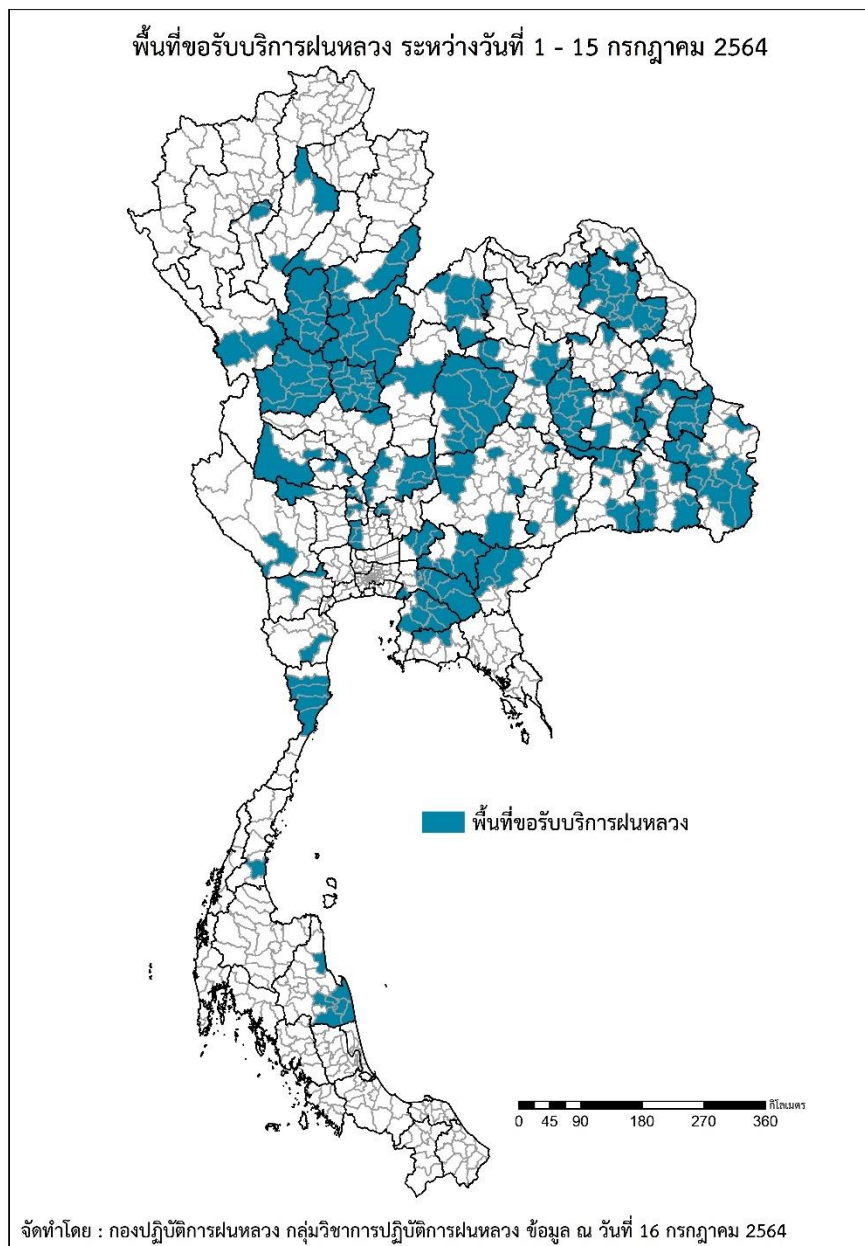 พื้นที่ขอรับบริการฝนหลวง ระหว่างวันที่ 1 - 15 กรกฎาคม 2564
พื้นที่ขอรับบริการฝนหลวง
กิโลเมตร
0 45 90 180 270 360
จัดทำโดย : กองปฏิบัติการฝนหลวง กลุ่มวิชาการปฏิบัติการฝนหลวง ข้อมูล ณ วันที่ 16 กรกฎาคม 2564